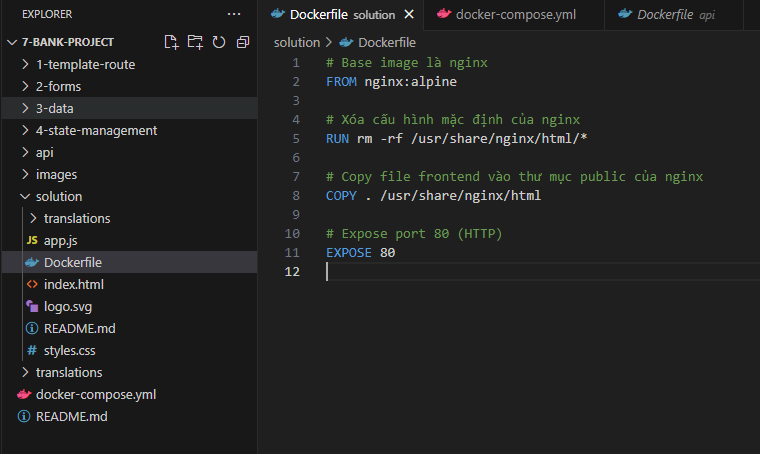 EXPLORER
7-BANK-PROJECT
1-template-route
2-forms
3-data
4-state-management
api
images
solution
translations
JS app.js
Dockerfile
<> index.html
logo.svg
README.md
# styles.css
translations
docker-compose.yml
README.md
Dockerfile solution
docker-compose.yml
Dockerfile api
solution > Dockerfile
1 # Base image là nginx
2 FROM nginx:alpine
3
4 # Xóa cấu hình mặc định của nginx
5 RUN rm -rf /usr/share/nginx/html/*
6
7 # Copy file frontend vào thư mục public của nginx
8 COPY . /usr/share/nginx/html
9
10 # Expose port 80 (HTTP)
11 EXPOSE 80
12